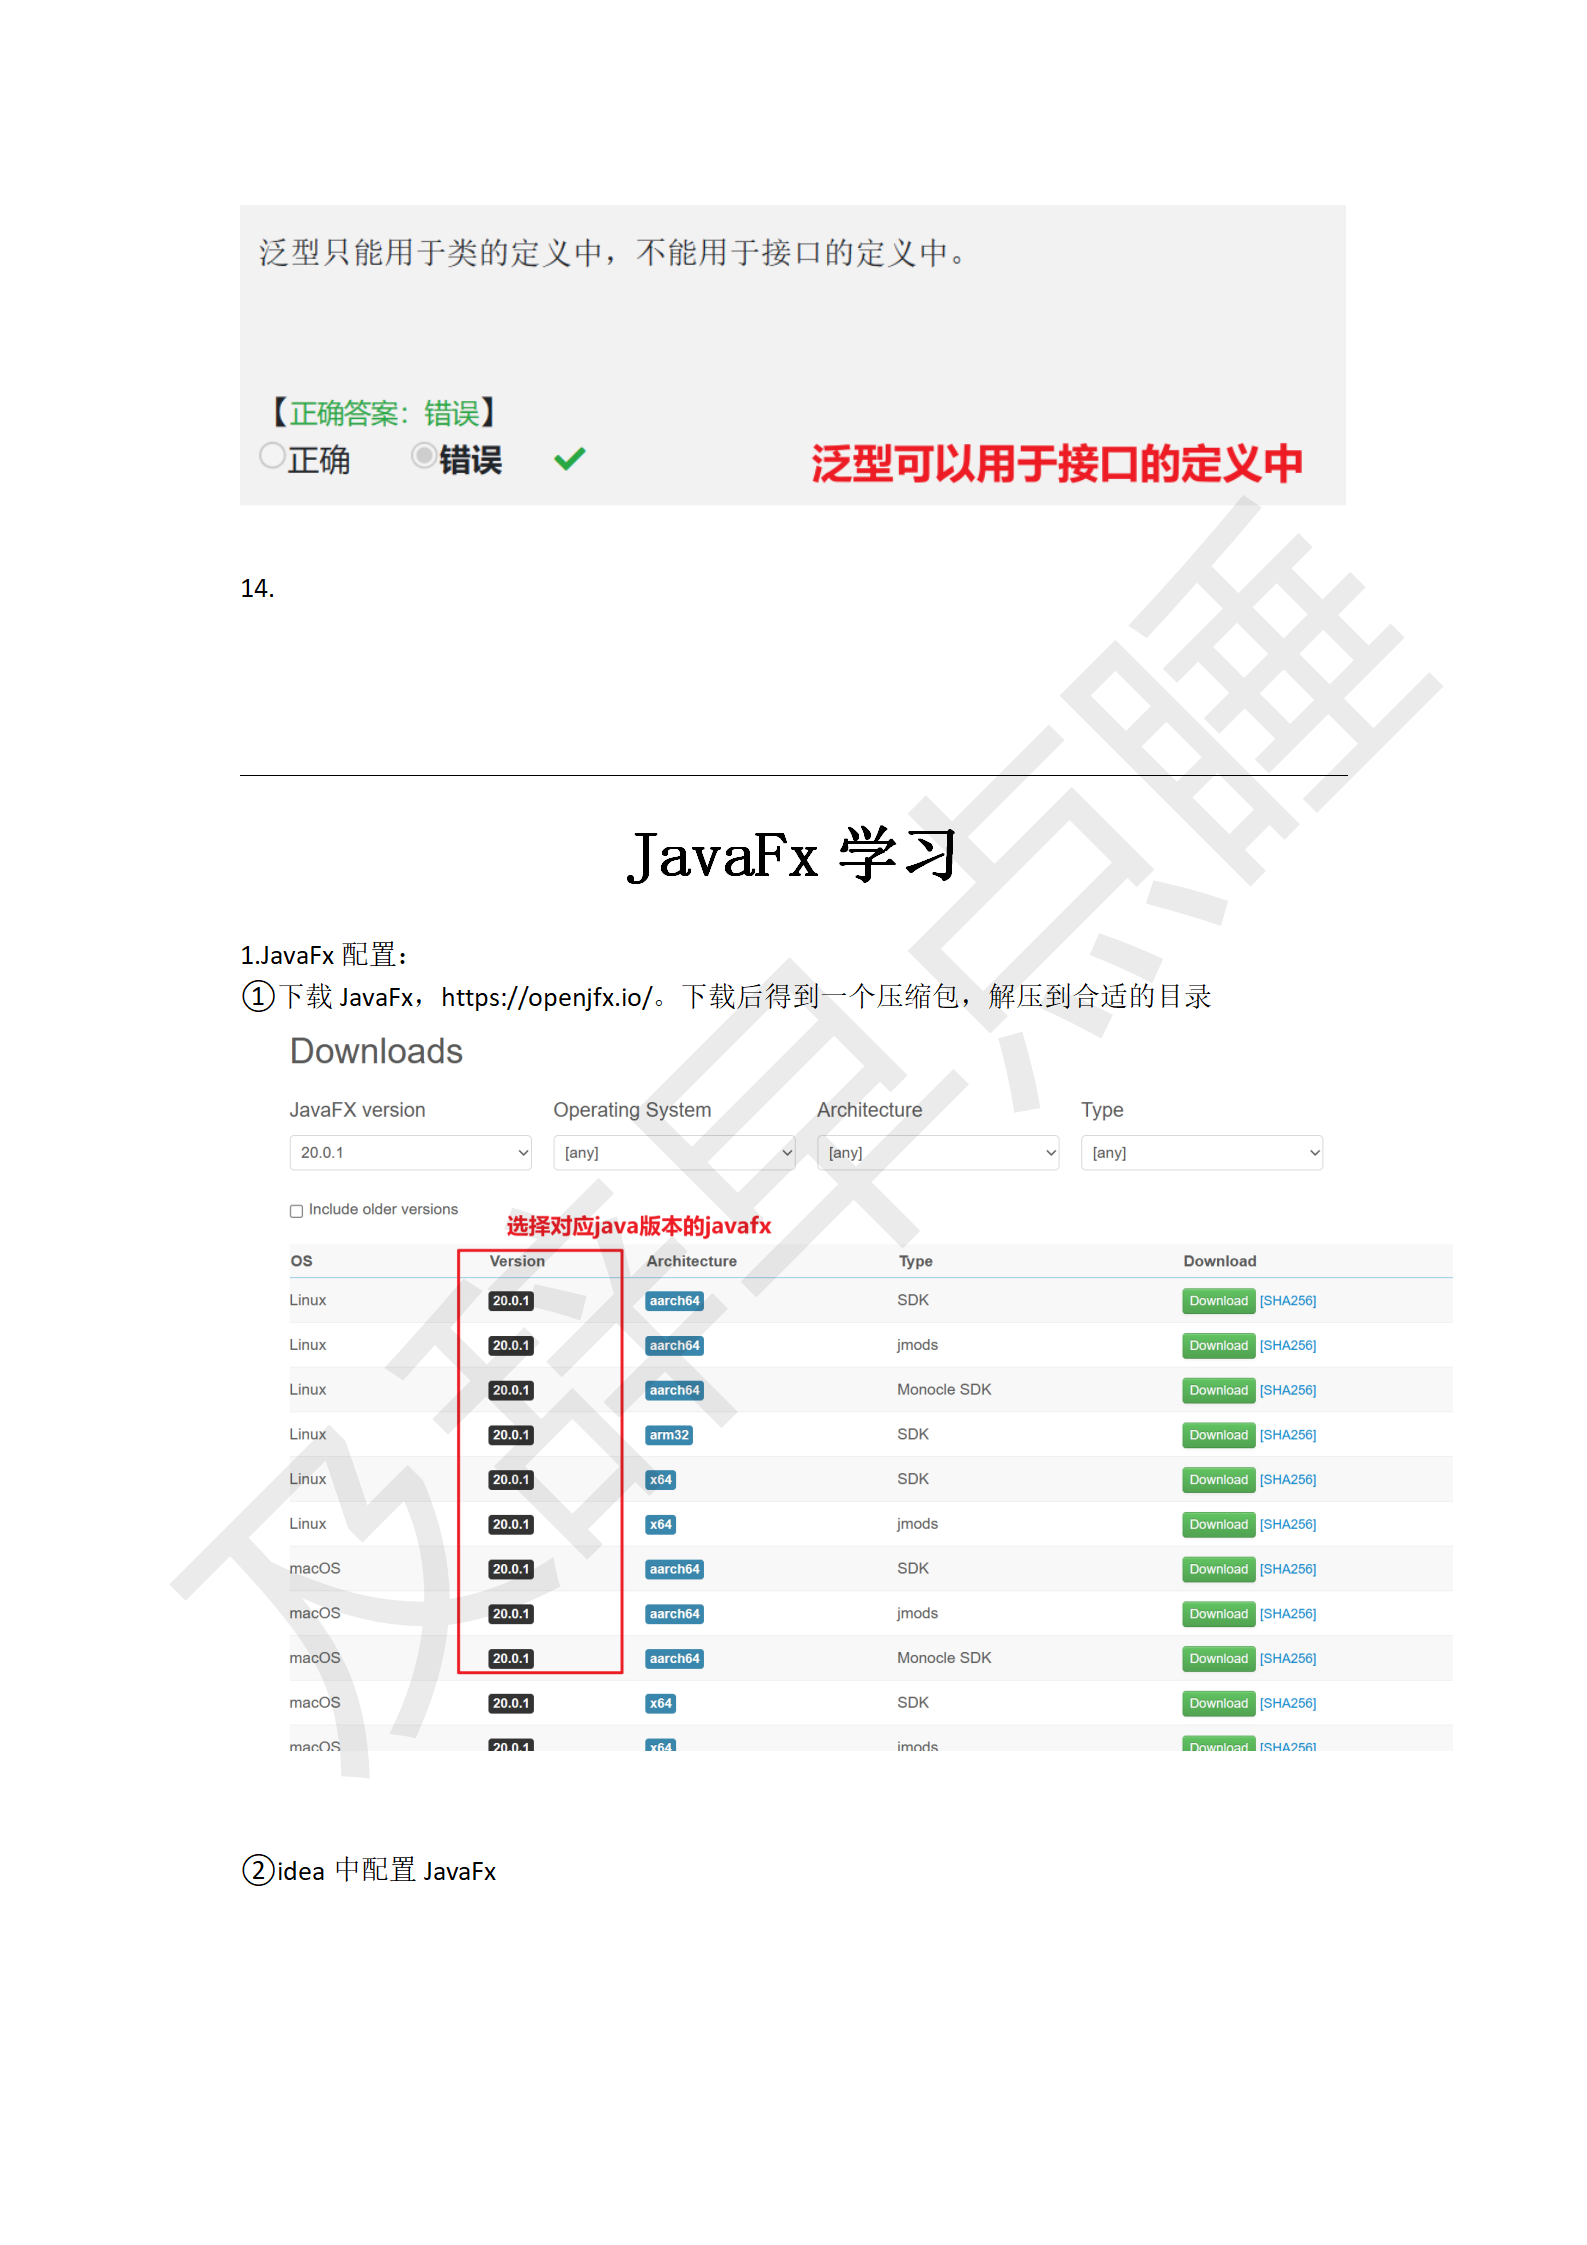 泛型只能用于类的定义中，不能用于接口的定义中。
【正确答案：错误】
正确 错误
泛型可以用于接口的定义中
14.
JavaFx 学习
1.JavaFx 配置：
①下载 JavaFx，https://openjfx.io/。下载后得到一个压缩包，解压到合适的目录
Downloads
JavaFX version Operating System Architecture Type
20.0.1 [any] [any] [any]
Include older versions
选择对应java版本的javafx
OS Version Architecture Type Download
Linux 20.0.1 aarch64 SDK Download [SHA256]
Linux 20.0.1 aarch64 jmods Download [SHA256]
Linux 20.0.1 aarch64 Monocle SDK Download [SHA256]
Linux 20.0.1 arm32 SDK Download [SHA256]
Linux 20.0.1 x64 SDK Download [SHA256]
Linux 20.0.1 x64 jmods Download [SHA256]
macOS 20.0.1 aarch64 SDK Download [SHA256]
macOS 20.0.1 aarch64 jmods Download [SHA256]
macOS 20.0.1 aarch64 Monocle SDK Download [SHA256]
macOS 20.0.1 x64 SDK Download [SHA256]
macOS 20.0.1 x64 jmods Download [SHA256]
②idea 中配置 JavaFx
及辞早点睡